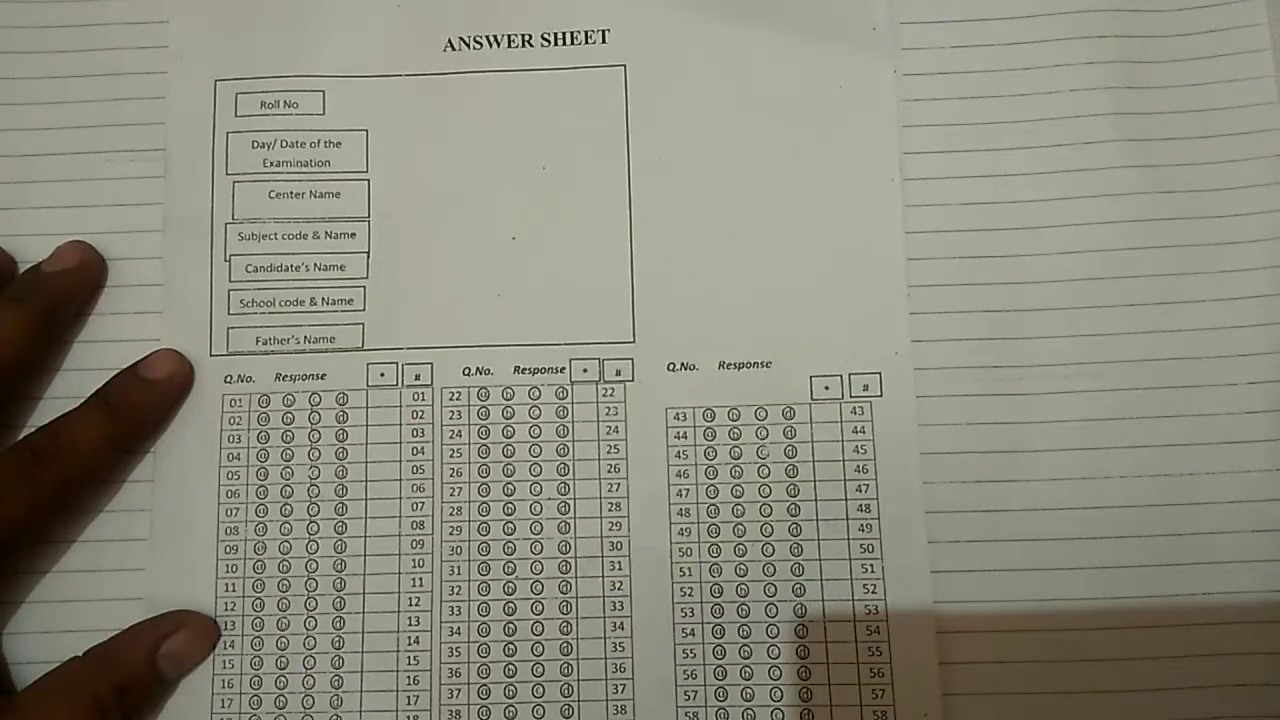 ANSWER SHEET
Roll No
Day/ Date of the
Examination
Center Name
Subject code & Name
Candidate's Name
School code & Name
Father's Name
Q.No. Response * #
01 a b c d 01
02 a b c d 02
03 a b c d 03
04 a b c d 04
05 a b c d 05
06 a b c d 06
07 a b c d 07
08 a b c d 08
09 a b c d 09
10 a b c d 10
11 a b c d 11
12 a b c d 12
13 a b c d 13
14 a b c d 14
15 a b c d 15
16 a b c d 16
17 a b c d 17
18
Q.No. Response * #
22 a b c d 22
23 a b c d 23
24 a b c d 24
25 a b c d 25
26 a b c d 26
27 a b c d 27
28 a b c d 28
29 a b c d 29
30 a b c d 30
31 a b c d 31
32 a b c d 32
33 a b c d 33
34 a b c d 34
35 a b c d 35
36 a b c d 36
37 a b c d 37
38 a b c d 38
Q.No. Response * #
43 a b c d 43
44 a b c d 44
45 a b c d 45
46 a b c d 46
47 a b c d 47
48 a b c d 48
49 a b c d 49
50 a b c d 50
51 a b c d 51
52 a b c d 52
53 a b c d 53
54 a b c d 54
55 a b c d 55
56 a b c d 56
57 a b c d 57
58 a b c d 58